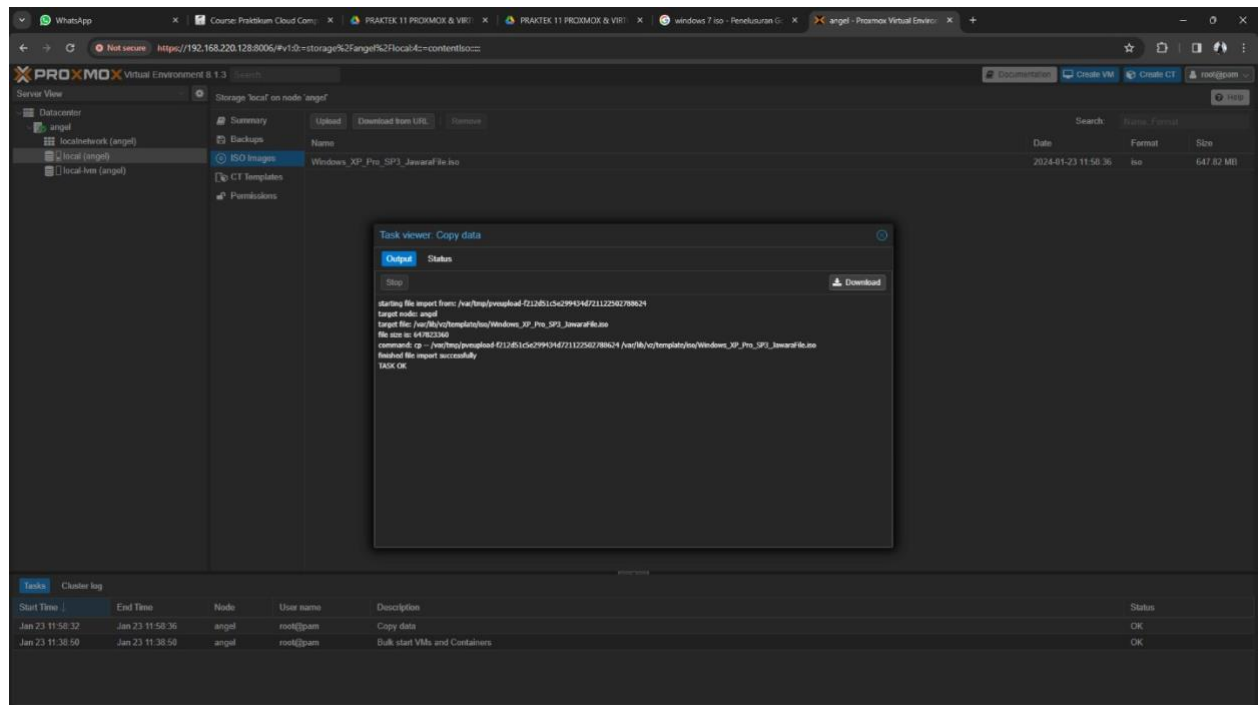 WhatsApp
Course: Praktikum Cloud Comp
PRAKTEK 11 PROXMOX & VIRT
PRAKTEK 11 PROXMOX & VIRT
windows 7 iso - Penelusuran G
angel - Proxmox Virtual Enviro
Not secure https://192.168.220.128:8006/#v1:0:=storage%2Fangel%2Flocal:4:=contentIso:::::
PROXMOX Virtual Environment 8.1.3 Search
Documentation Create VM Create CT root@pam
Server View
Storage 'local' on node 'angel'
Help
Datacenter
angel
localnetwork (angel)
local (angel)
local-lvm (angel)
Summary
Backups
ISO Images
CT Templates
Permissions
Upload Download from URL Remove
Search: Name, Format
Name Date Format Size
Windows_XP_Pro_SP3_JawaraFile.iso 2024-01-23 11:58:36 iso 647.82 MB
Task viewer: Copy data
Output Status
Stop Download
starting file import from: /var/tmp/pveupload-f212d51c5e299434d721122502788624
target node: angel
target file: /var/lib/vz/template/iso/Windows_XP_Pro_SP3_JawaraFile.iso
file size is: 647823360
command: cp -- /var/tmp/pveupload-f212d51c5e299434d721122502788624 /var/lib/vz/template/iso/Windows_XP_Pro_SP3_JawaraFile.iso
finished file import successfully
TASK OK
Tasks Cluster log
Start Time End Time Node User name Description Status
Jan 23 11:58:32 Jan 23 11:58:36 angel root@pam Copy data OK
Jan 23 11:38:50 Jan 23 11:38:50 angel root@pam Bulk start VMs and Containers OK